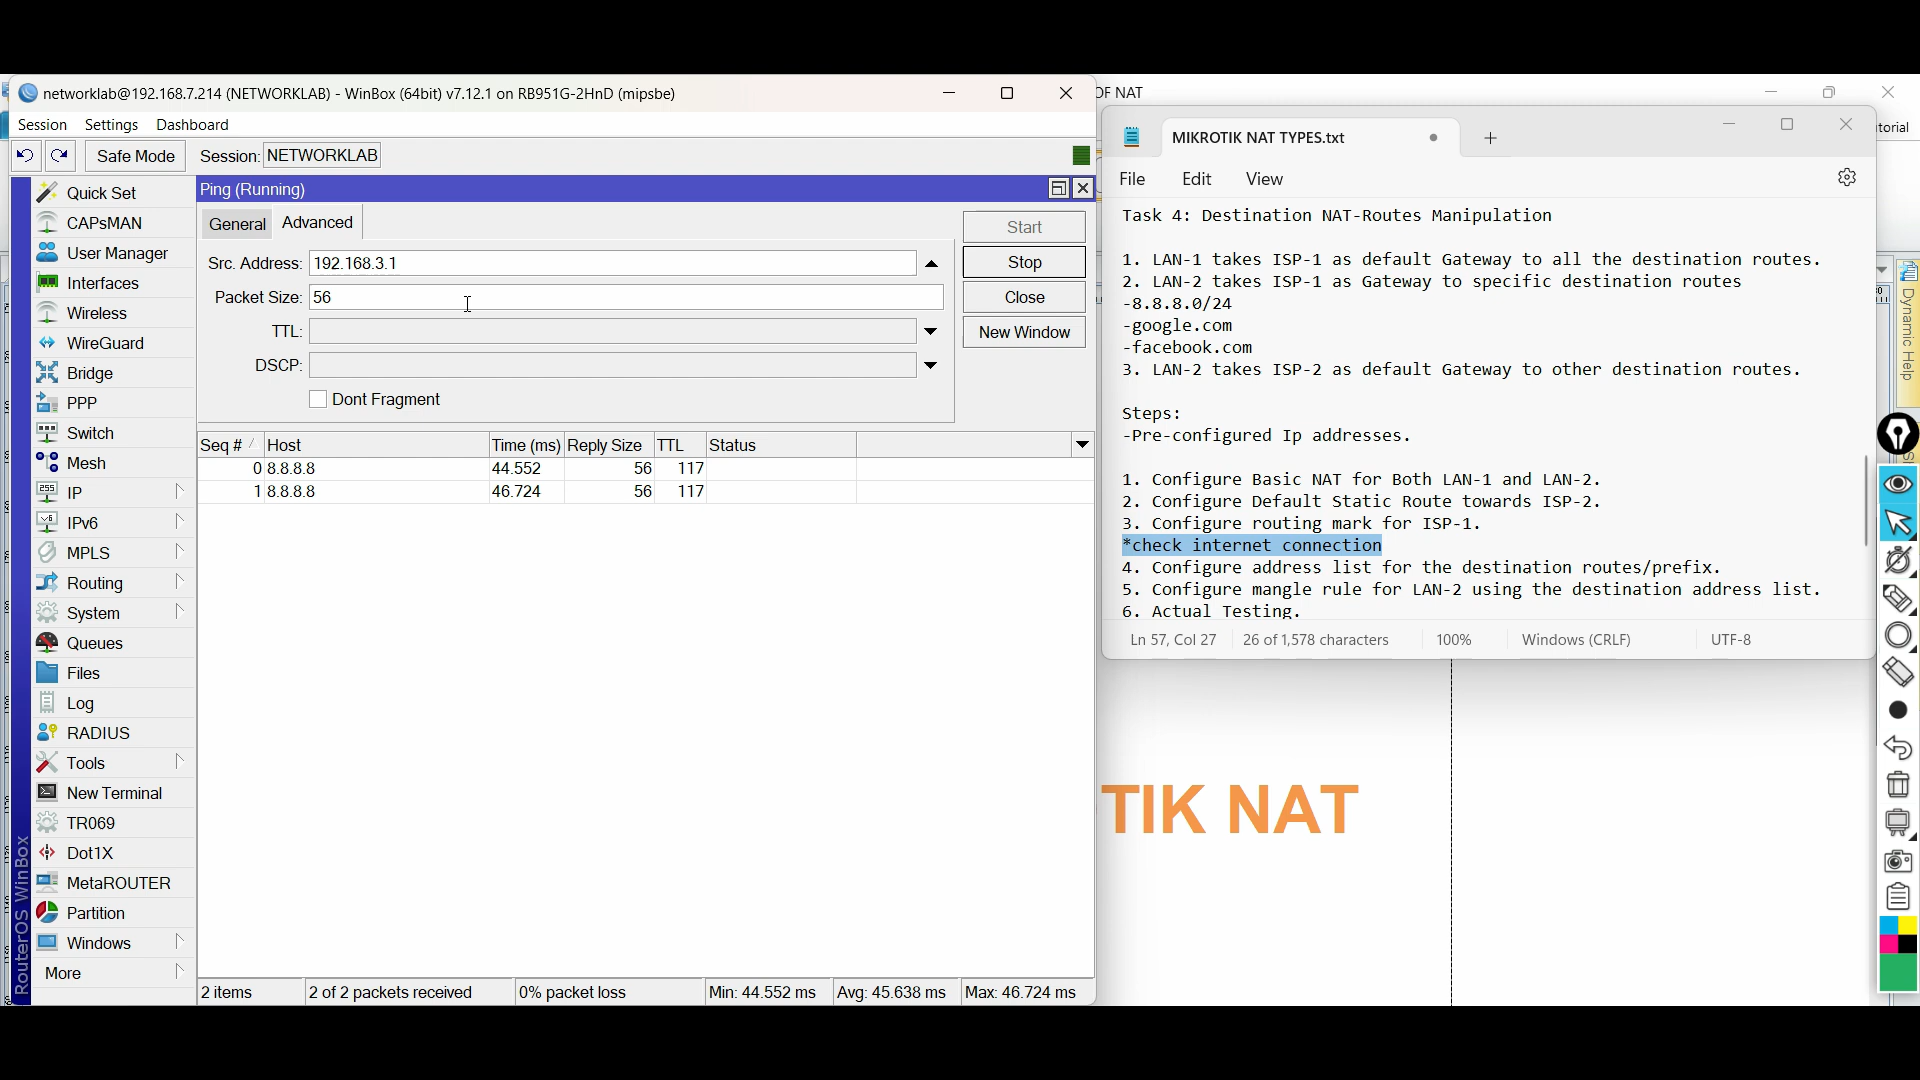 networklab@192.168.7.214 (NETWORKLAB) - WinBox (64bit) v7.12.1 on RB951G-2HnD (mipsbe)
Session Settings Dashboard
Safe Mode Session: NETWORKLAB
Quick Set
CAPsMAN
User Manager
Interfaces
Wireless
WireGuard
Bridge
PPP
Switch
Mesh
IP
IPv6
MPLS
Routing
System
Queues
Files
Log
RADIUS
Tools
New Terminal
TR069
Dot1X
MetaROUTER
Partition
Windows
More
RouterOS WinBox
Ping (Running)
General Advanced
Src. Address: 192.168.3.1
Packet Size: 56
TTL:
DSCP:
Dont Fragment
Start
Stop
Close
New Window
Seq # Host Time (ms) Reply Size TTL Status
0 8.8.8.8 44.552 56 117
1 8.8.8.8 46.724 56 117
2 items 2 of 2 packets received 0% packet loss Min: 44.552 ms Avg: 45.638 ms Max: 46.724 ms
OF NAT
torial
MIKROTIK NAT TYPES.txt
File Edit View
Task 4: Destination NAT-Routes Manipulation
1. LAN-1 takes ISP-1 as default Gateway to all the destination routes.
2. LAN-2 takes ISP-1 as Gateway to specific destination routes
-8.8.8.0/24
-google.com
-facebook.com
3. LAN-2 takes ISP-2 as default Gateway to other destination routes.
Steps:
-Pre-configured Ip addresses.
1. Configure Basic NAT for Both LAN-1 and LAN-2.
2. Configure Default Static Route towards ISP-2.
3. Configure routing mark for ISP-1.
*check internet connection
4. Configure address list for the destination routes/prefix.
5. Configure mangle rule for LAN-2 using the destination address list.
6. Actual Testing.
Ln 57, Col 27 26 of 1,578 characters 100% Windows (CRLF) UTF-8
Dynamic Help
TIK NAT